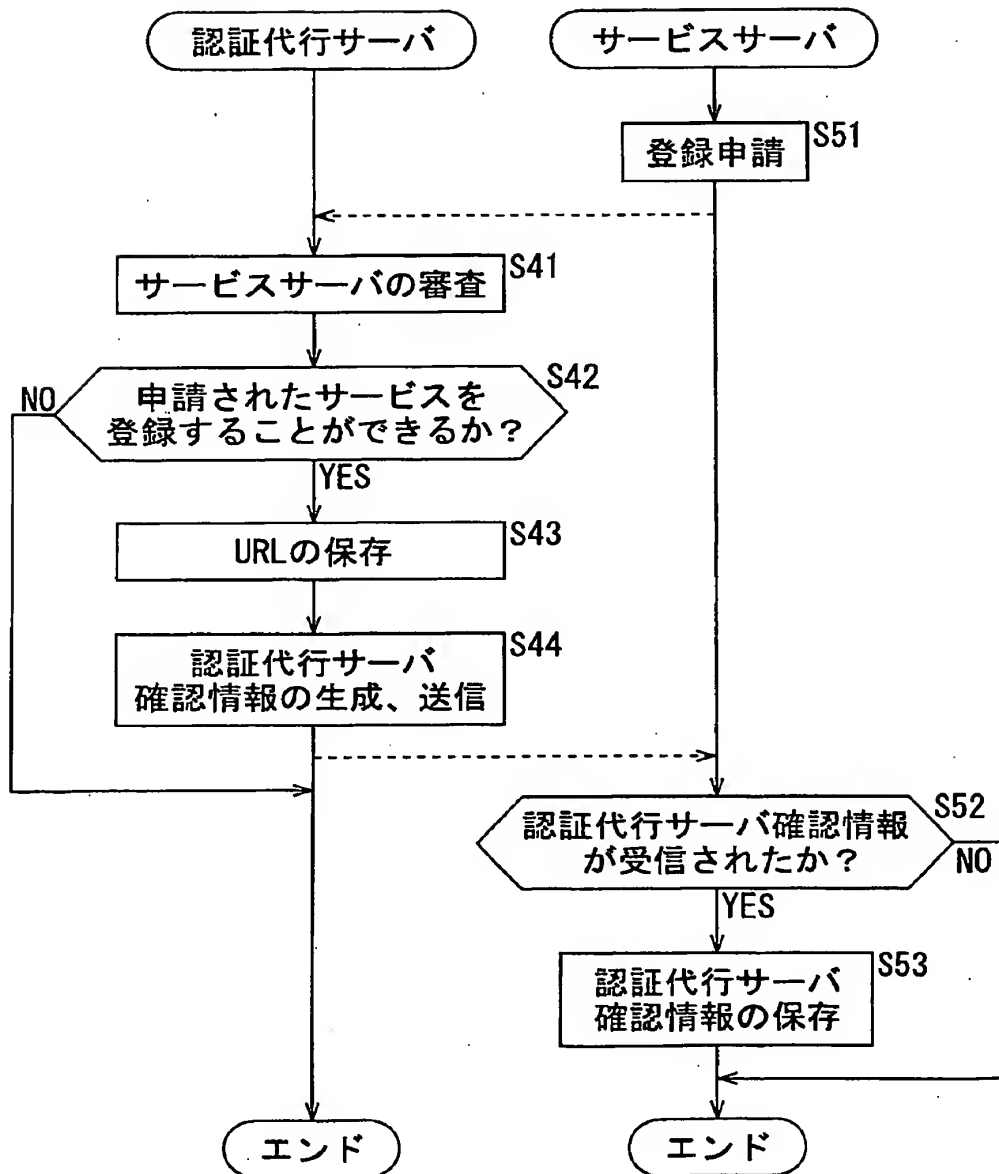 認証代行サーバ
サービスサーバ
登録申請
S51
サービスサーバの審査
S41
申請されたサービスを
登録することができるか？
S42
NO
YES
URLの保存
S43
認証代行サーバ
確認情報の生成、送信
S44
認証代行サーバ確認情報
が受信されたか？
S52
NO
YES
認証代行サーバ
確認情報の保存
S53
エンド
エンド